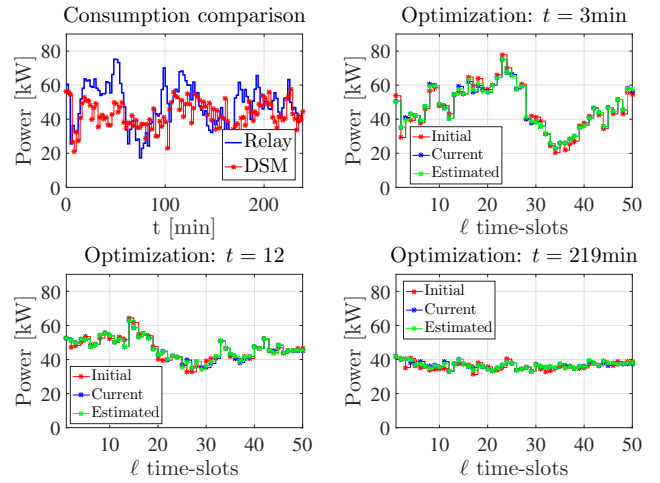 Consumption comparison
Power [kW]
80
60
40
20
0
0
100
200
t [min]
Relay
DSM
Optimization: t = 3min
Power [kW]
80
60
40
20
0
10
20
30
40
50
ℓ time-slots
Initial
Current
Estimated
Optimization: t = 12
Power [kW]
80
60
40
20
0
10
20
30
40
50
ℓ time-slots
Initial
Current
Estimated
Optimization: t = 219min
Power [kW]
80
60
40
20
0
10
20
30
40
50
ℓ time-slots
Initial
Current
Estimated